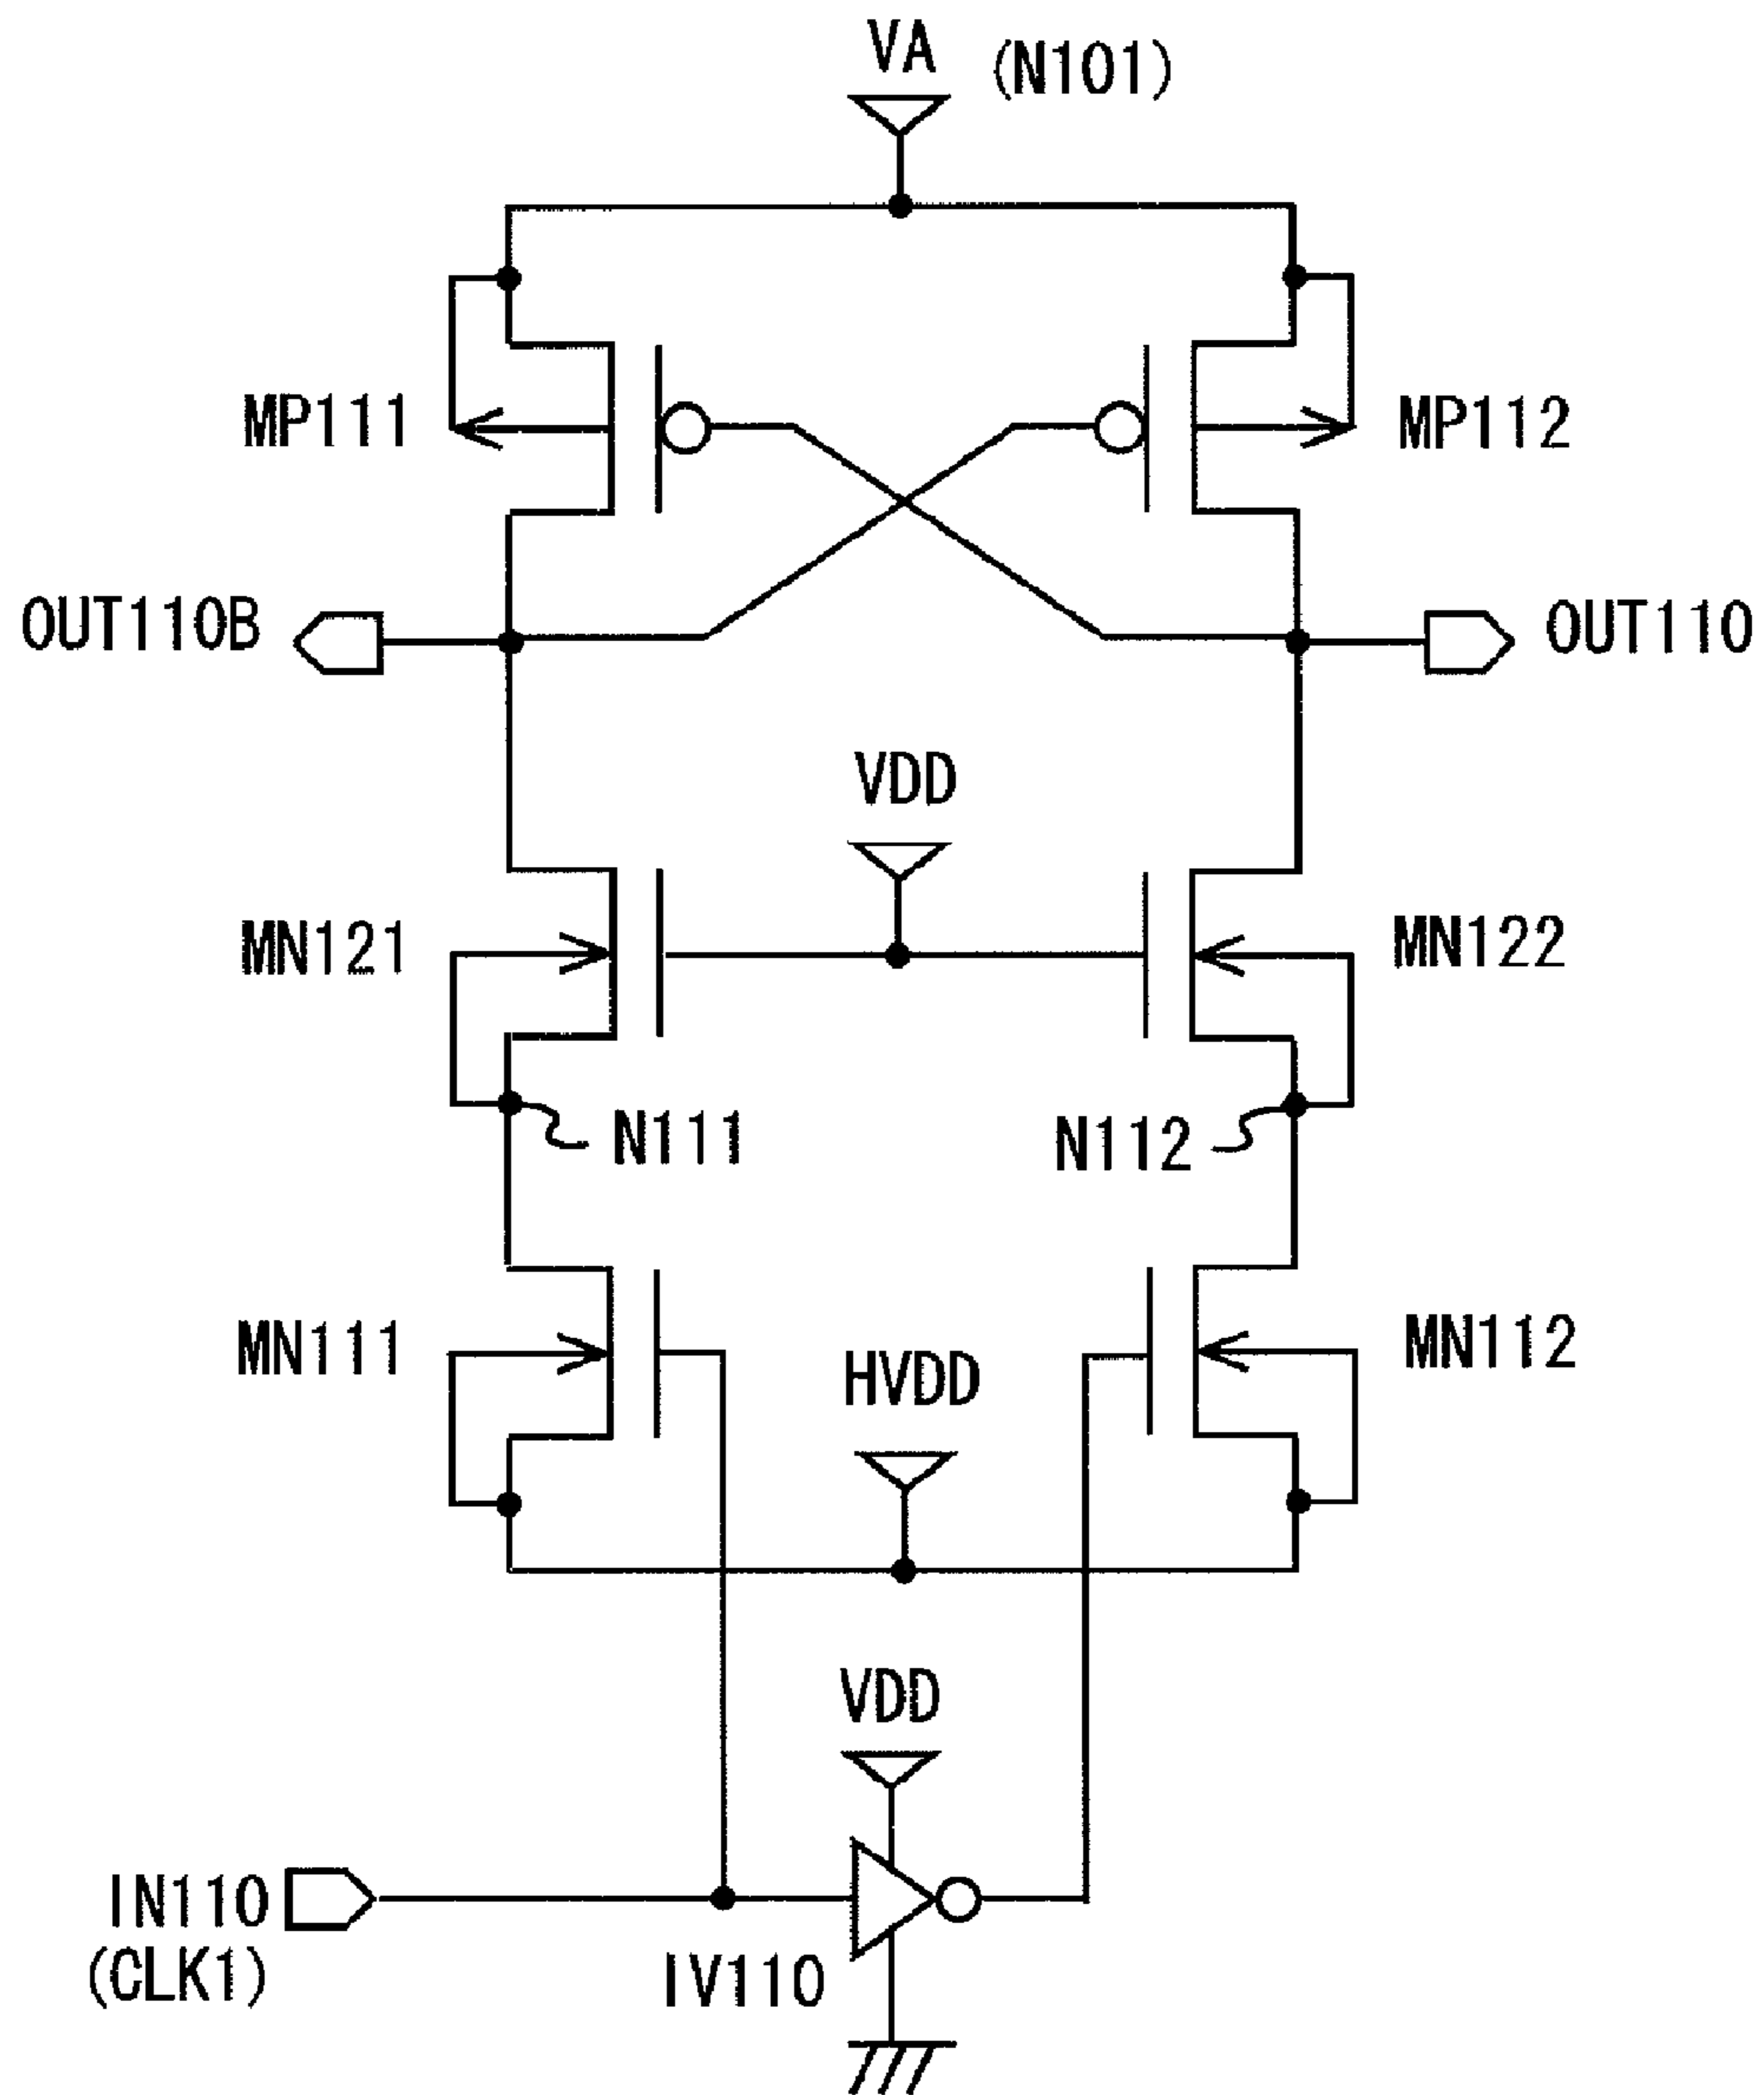 VA (N101)
MP111
MP112
OUT110B
OUT110
VDD
MN121
MN122
N111
N112
MN111
MN112
HVDD
VDD
IN110
(CLK1)
IV110